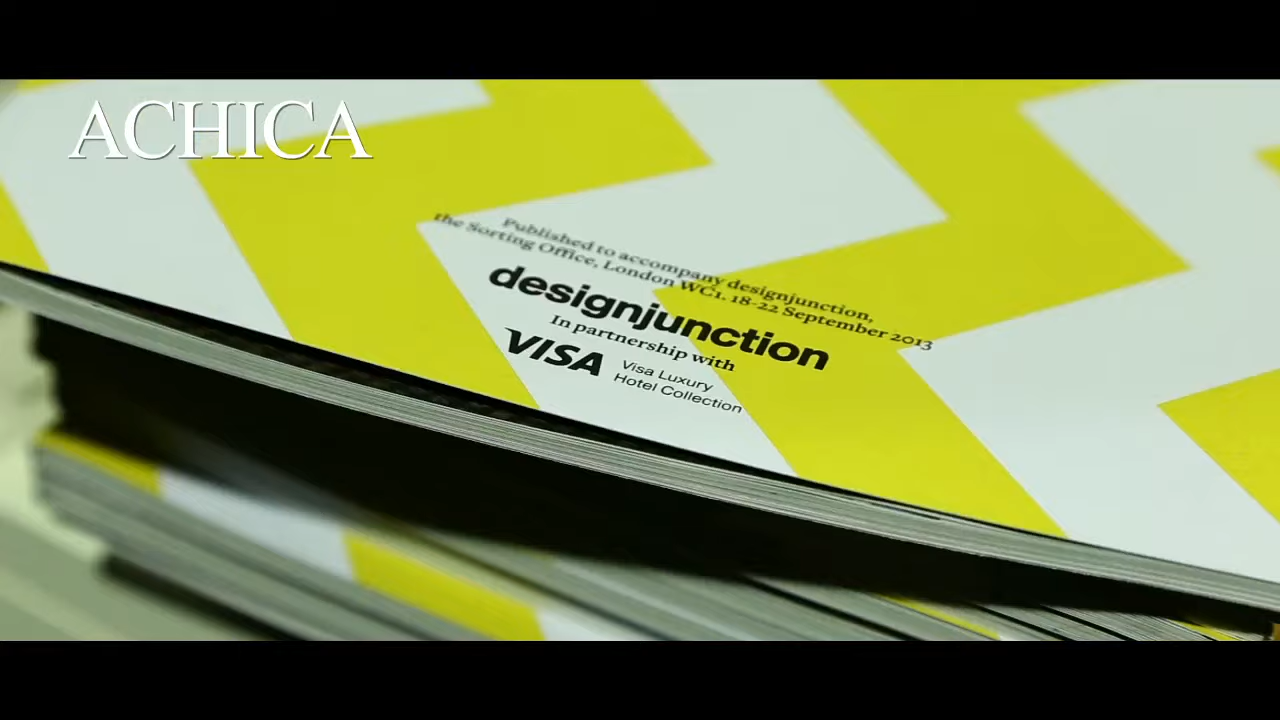 ACHICA
Published to accompany designjunction,
the Sorting Office, London WC1. 18-22 September 2013
designjunction
In partnership with
VISA
Visa Luxury
Hotel Collection